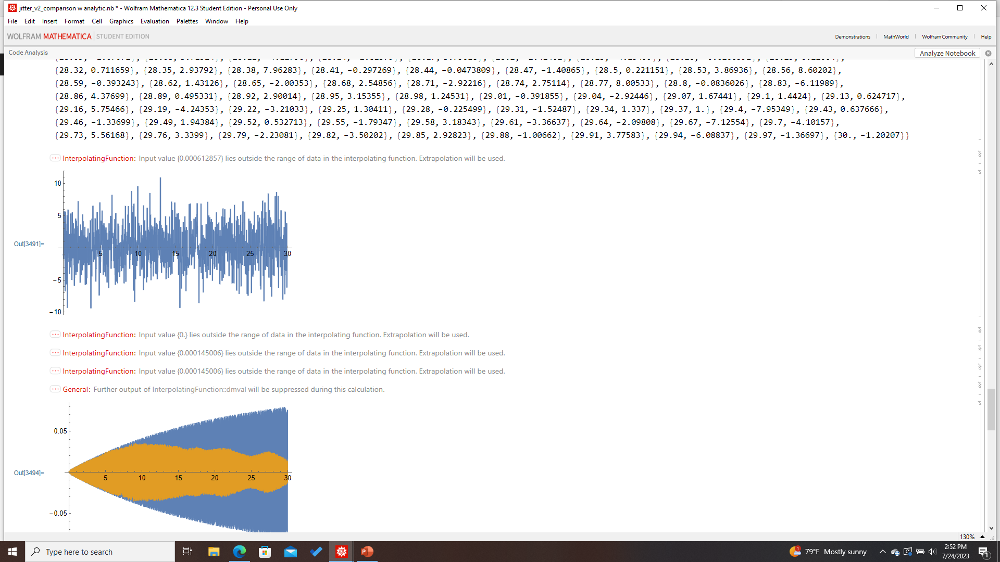 jitter_v2_comparison w analytic.nb * - Wolfram Mathematica 12.3 Student Edition - Personal Use Only
File Edit Insert Format Cell Graphics Evaluation Palettes Window Help
WOLFRAM MATHEMATICA STUDENT EDITION
Demonstrations MathWorld Wolfram Community Help
Code Analysis
Analyze Notebook
{28.32, 0.711659}, {28.35, 2.93792}, {28.38, 7.96283}, {28.41, -0.297269}, {28.44, -0.0473809}, {28.47, -1.40865}, {28.5, 0.221151}, {28.53, 3.86936}, {28.56, 8.60202},
{28.59, -0.393243}, {28.62, 1.43126}, {28.65, -2.00353}, {28.68, 2.54856}, {28.71, -2.92216}, {28.74, 2.75114}, {28.77, 8.00533}, {28.8, -0.0836026}, {28.83, -6.11989},
{28.86, 4.37699}, {28.89, 0.495331}, {28.92, 2.90014}, {28.95, 3.15355}, {28.98, 1.24531}, {29.01, -0.391855}, {29.04, -2.92446}, {29.07, 1.67441}, {29.1, 1.4424}, {29.13, 0.624717},
{29.16, 5.75466}, {29.19, -4.24353}, {29.22, -3.21033}, {29.25, 1.30411}, {29.28, -0.225499}, {29.31, -1.52487}, {29.34, 1.337}, {29.37, 1.}, {29.4, -7.95349}, {29.43, 0.637666},
{29.46, -1.33699}, {29.49, 1.94384}, {29.52, 0.532713}, {29.55, -1.79347}, {29.58, 3.18343}, {29.61, -3.36637}, {29.64, -2.09808}, {29.67, -7.12554}, {29.7, -4.10157},
{29.73, 5.56168}, {29.76, 3.3399}, {29.79, -2.23081}, {29.82, -3.50202}, {29.85, 2.92823}, {29.88, -1.00662}, {29.91, 3.77583}, {29.94, -6.08837}, {29.97, -1.36697}, {30., -1.20207}}
InterpolatingFunction: Input value {0.000612857} lies outside the range of data in the interpolating function. Extrapolation will be used.
10
5
Out[3491]=
5 10 15 20 25 30
-5
-10
InterpolatingFunction: Input value {0.} lies outside the range of data in the interpolating function. Extrapolation will be used.
InterpolatingFunction: Input value {0.000145006} lies outside the range of data in the interpolating function. Extrapolation will be used.
InterpolatingFunction: Input value {0.000145006} lies outside the range of data in the interpolating function. Extrapolation will be used.
General: Further output of InterpolatingFunction::dmval will be suppressed during this calculation.
0.05
Out[3494]=
5 10 15 20 25 30
-0.05
130%
Type here to search
79°F Mostly sunny
2:52 PM
7/24/2023